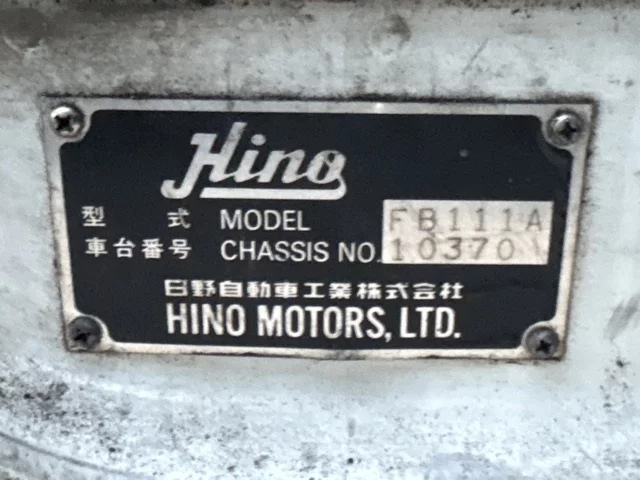 Hino
型 式 MODEL FB111A
車台番号 CHASSIS NO. 10370
日野自動車工業株式会社
HINO MOTORS, LTD.